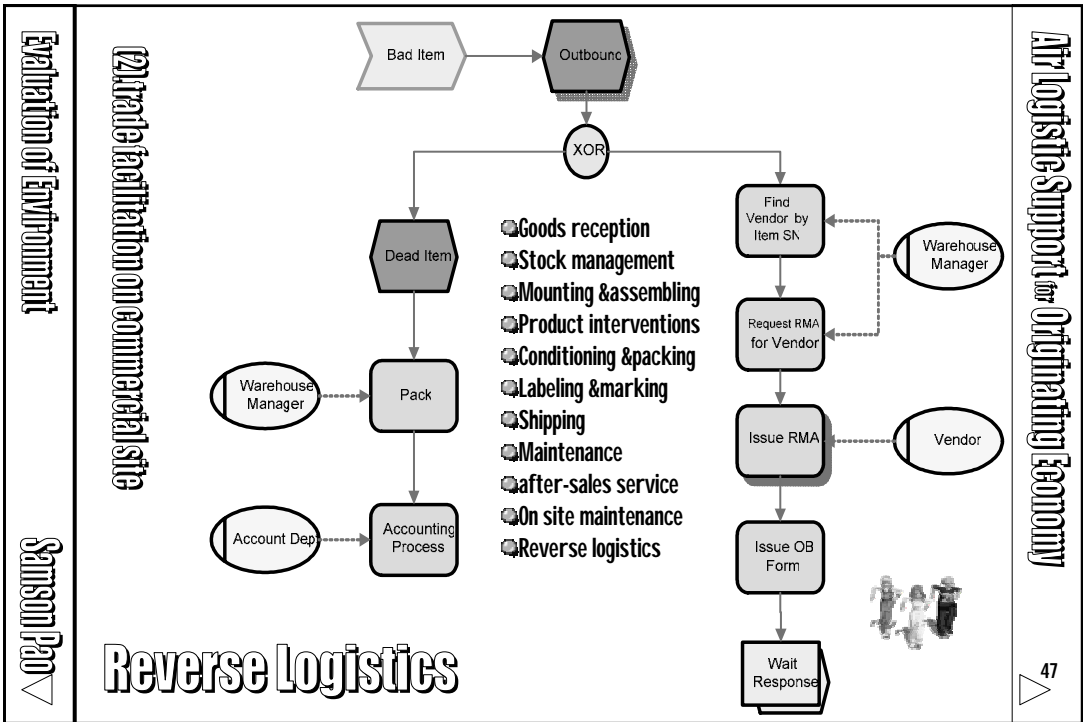 Evaluation of Environment
Samson Pao
(2) trade facilitation on commercial site
Bad Item
Outbound
XOR
Dead Item
Warehouse
Manager
Pack
Account Dep
Accounting
Process
Goods reception
Stock management
Mounting &assembling
Product interventions
Conditioning &packing
Labeling &marking
Shipping
Maintenance
after-sales service
On site maintenance
Reverse logistics
Find
Vendor by
Item SN
Warehouse
Manager
Request RMA
for Vendor
Issue RMA
Vendor
Issue OB
Form
Wait
Response
Reverse Logistics
Air Logistic Support for Originating Economy
47